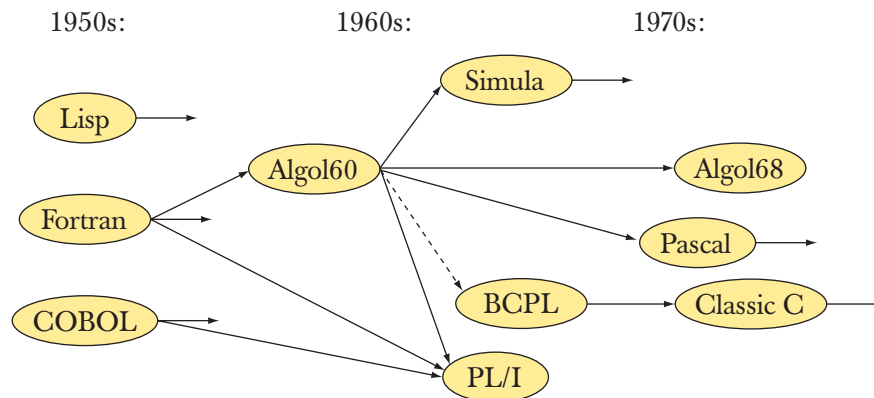 1950s:
1960s:
1970s:
Simula
Lisp
Algol60
Algol68
Fortran
Pascal
BCPL
Classic C
COBOL
PL/I